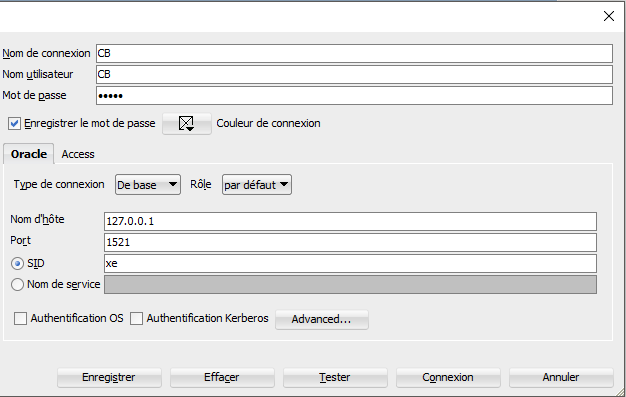 Nom de connexion CB
Nom utilisateur CB
Mot de passe •••••
Enregistrer le mot de passe Couleur de connexion
Oracle Access
Type de connexion De base Rôle par défaut
Nom d'hôte 127.0.0.1
Port 1521
SID xe
Nom de service
Authentification OS Authentification Kerberos Advanced...
Enregistrer Effacer Tester Connexion Annuler